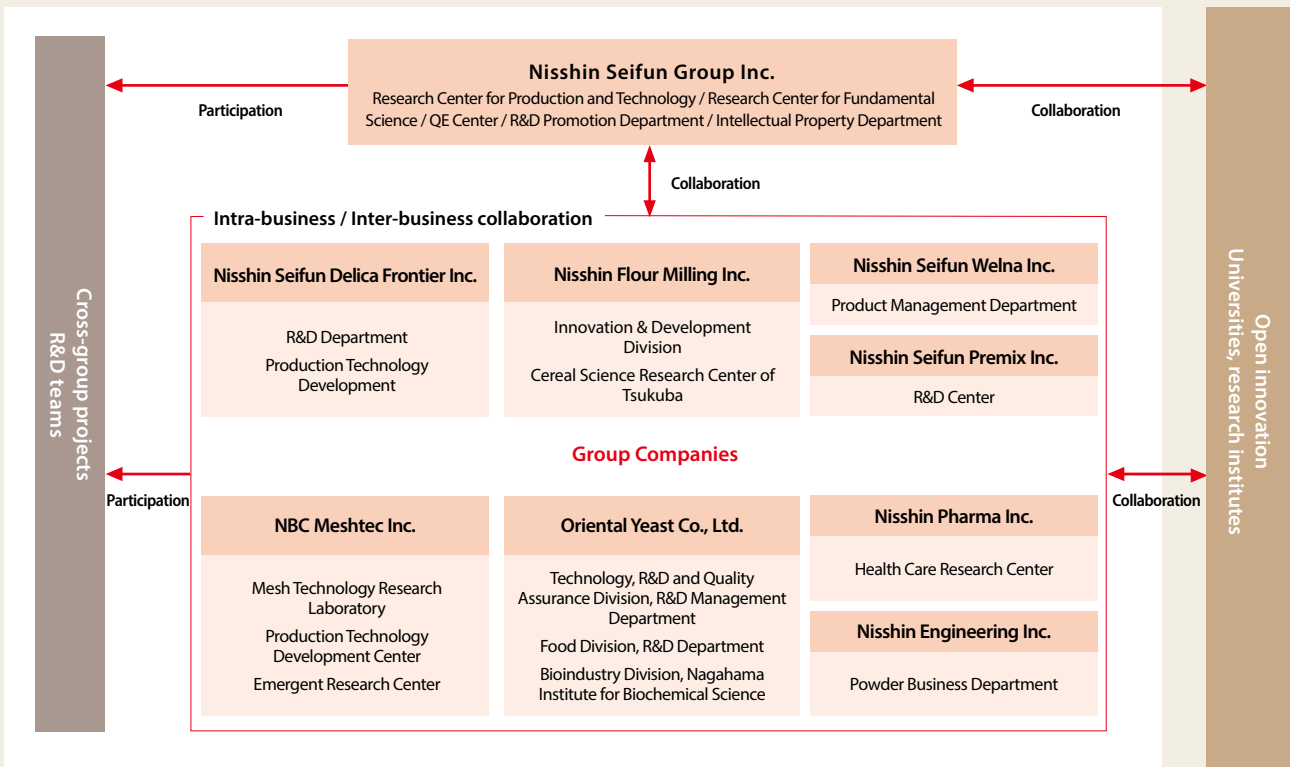 Nisshin Seifun Group Inc.
Research Center for Production and Technology / Research Center for Fundamental
Science / QE Center / R&D Promotion Department / Intellectual Property Department
Participation
Collaboration
Collaboration
Intra-business / Inter-business collaboration
Nisshin Seifun Delica Frontier Inc.
R&D Department
Production Technology
Development
Nisshin Flour Milling Inc.
Innovation & Development
Division
Cereal Science Research Center of
Tsukuba
Nisshin Seifun Welna Inc.
Product Management Department
Nisshin Seifun Premix Inc.
R&D Center
Group Companies
NBC Meshtec Inc.
Mesh Technology Research
Laboratory
Production Technology
Development Center
Emergent Research Center
Oriental Yeast Co., Ltd.
Technology, R&D and Quality
Assurance Division, R&D Management
Department
Food Division, R&D Department
Bioindustry Division, Nagahama
Institute for Biochemical Science
Nisshin Pharma Inc.
Health Care Research Center
Nisshin Engineering Inc.
Powder Business Department
Participation
Collaboration
Cross-group projects
R&D teams
Open innovation
Universities, research institutes